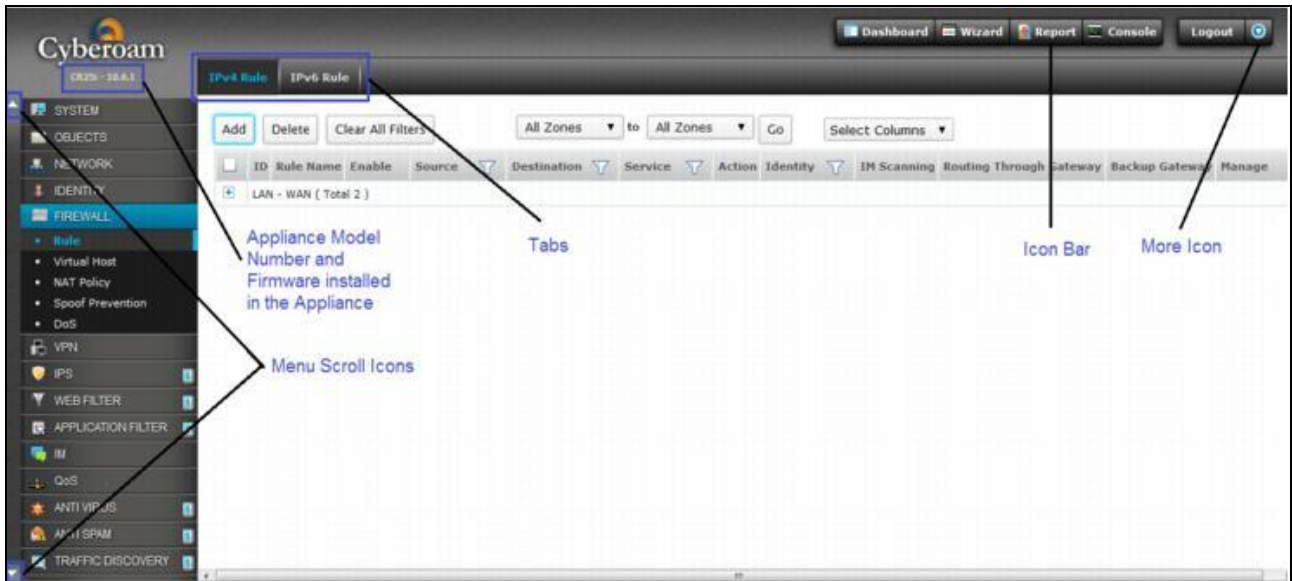 Cyberoam
Dashboard Wizard Report Console Logout
IPv4 Rule IPv6 Rule
SYSTEM
OBJECTS
NETWORK
IDENTITY
FIREWALL
Rule
Virtual Host
NAT Policy
Spoof Prevention
DoS
VPN
IPS
WEB FILTER
APPLICATION FILTER
IM
QoS
ANTI VIRUS
ANTI SPAM
TRAFFIC DISCOVERY
Add Delete Clear All Filters All Zones to All Zones Go Select Columns
ID Rule Name Enable Source Destination Service Action Identity IM Scanning Routing Through Gateway Backup Gateway Manage
LAN - WAN ( Total 2 )
Appliance Model
Number and
Firmware installed
in the Appliance
Tabs
Icon Bar
More Icon
Menu Scroll Icons